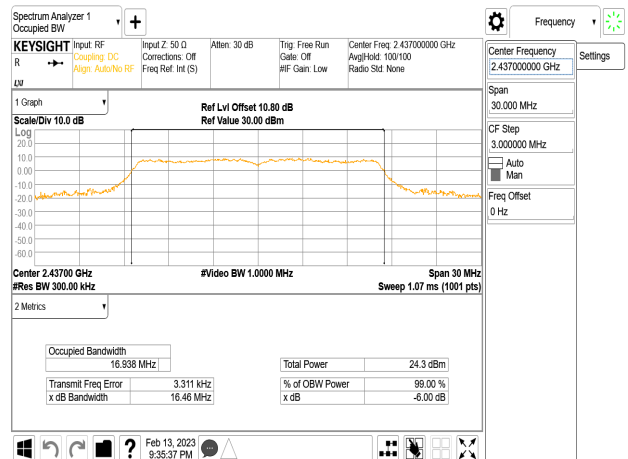 Spectrum Analyzer 1
Occupied BW
▼
+
Frequency ▼
KEYSIGHT
R
Input: RF
Coupling: DC
Align: Auto/No RF
Input Z: 50 Ω
Corrections: Off
Freq Ref: Int (S)
Atten: 30 dB
Trig: Free Run
Gate: Off
#IF Gain: Low
Center Freq: 2.437000000 GHz
Avg|Hold: 100/100
Radio Std: None
Center Frequency
2.437000000 GHz
Settings
Span
30.000 MHz
CF Step
3.000000 MHz
Auto
Man
Freq Offset
0 Hz
1 Graph ▼
Scale/Div 10.0 dB
Ref Lvl Offset 10.80 dB
Ref Value 30.00 dBm
Log
20.0
10.0
0.00
-10.0
-20.0
-30.0
-40.0
-50.0
-60.0
Center 2.43700 GHz
#Video BW 1.0000 MHz
Span 30 MHz
#Res BW 300.00 kHz
Sweep 1.07 ms (1001 pts)
2 Metrics ▼
Occupied Bandwidth
16.938 MHz
Total Power 24.3 dBm
Transmit Freq Error 3.311 kHz
% of OBW Power 99.00 %
x dB Bandwidth 16.46 MHz
x dB -6.00 dB
?
Feb 13, 2023
9:35:37 PM